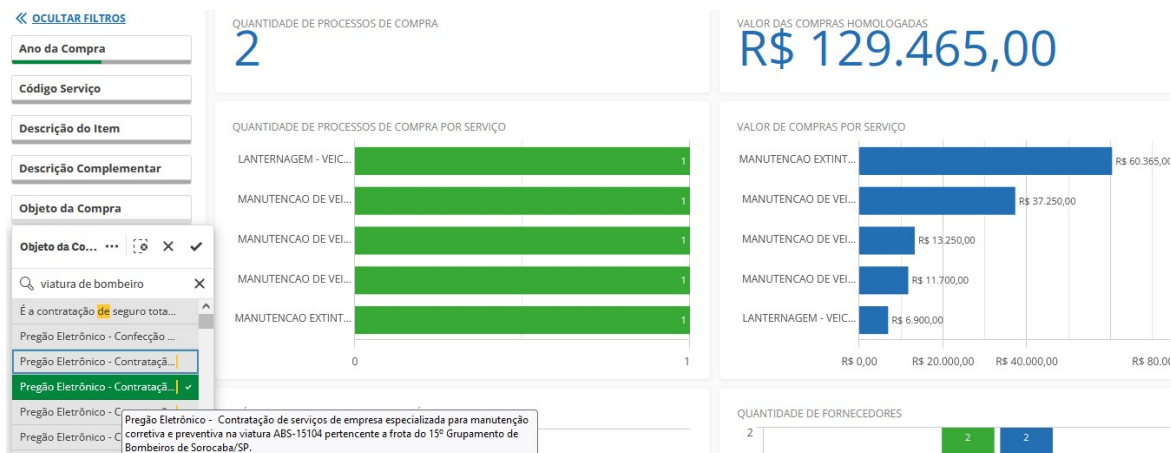 OCULTAR FILTROS
Ano da Compra
Código Serviço
Descrição do Item
Descrição Complementar
Objeto da Compra
Objeto da Co... ...
viatura de bombeiro
É a contratação de seguro tota...
Pregão Eletrônico - Confecção ...
Pregão Eletrônico - Contrataçã...
Pregão Eletrônico - Contrataçã...
Pregão Eletrônico - C
Pregão Eletrônico - C
Pregão Eletrônico - Contratação de serviços de empresa especializada para manutenção
corretiva e preventiva na viatura ABS-15104 pertencente a frota do 15º Grupamento de
Bombeiros de Sorocaba/SP.
QUANTIDADE DE PROCESSOS DE COMPRA
2
VALOR DAS COMPRAS HOMOLOGADAS
R$ 129.465,00
QUANTIDADE DE PROCESSOS DE COMPRA POR SERVIÇO
LANTERNAGEM - VEIC... 1
MANUTENCAO DE VEI... 1
MANUTENCAO DE VEI... 1
MANUTENCAO DE VEI... 1
MANUTENCAO EXTINT... 1
0 1
VALOR DE COMPRAS POR SERVIÇO
MANUTENCAO EXTINT... R$ 60.365,00
MANUTENCAO DE VEI... R$ 37.250,00
MANUTENCAO DE VEI... R$ 13.250,00
MANUTENCAO DE VEI... R$ 11.700,00
LANTERNAGEM - VEIC... R$ 6.900,00
R$ 0,00 R$ 20.000,00 R$ 40.000,00 R$ 80.00
QUANTIDADE DE FORNECEDORES
2
2 2